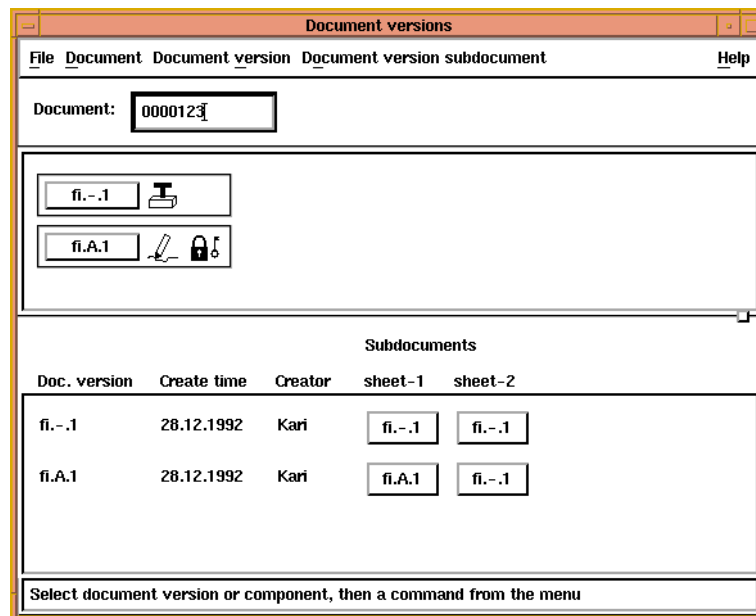 Document versions
File Document Document version Document version subdocument Help
Document: 0000123
fi.-.1
fi.A.1
Subdocuments
Doc. version Create time Creator sheet-1 sheet-2
fi.-.1 28.12.1992 Kari fi.-.1 fi.-.1
fi.A.1 28.12.1992 Kari fi.A.1 fi.-.1
Select document version or component, then a command from the menu